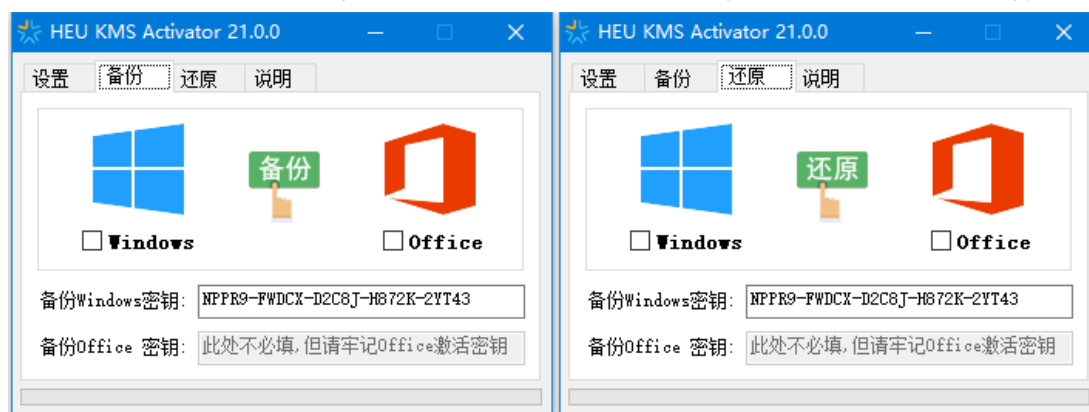 HEU KMS Activator 21.0.0
设置 备份 还原 说明
备份
Windows Office
备份Windows密钥: NPPR9-FWDCX-D2C8J-H872K-2YT43
备份Office 密钥: 此处不必填,但请牢记Office激活密钥
HEU KMS Activator 21.0.0
设置 备份 还原 说明
还原
Windows Office
备份Windows密钥: NPPR9-FWDCX-D2C8J-H872K-2YT43
备份Office 密钥: 此处不必填,但请牢记Office激活密钥